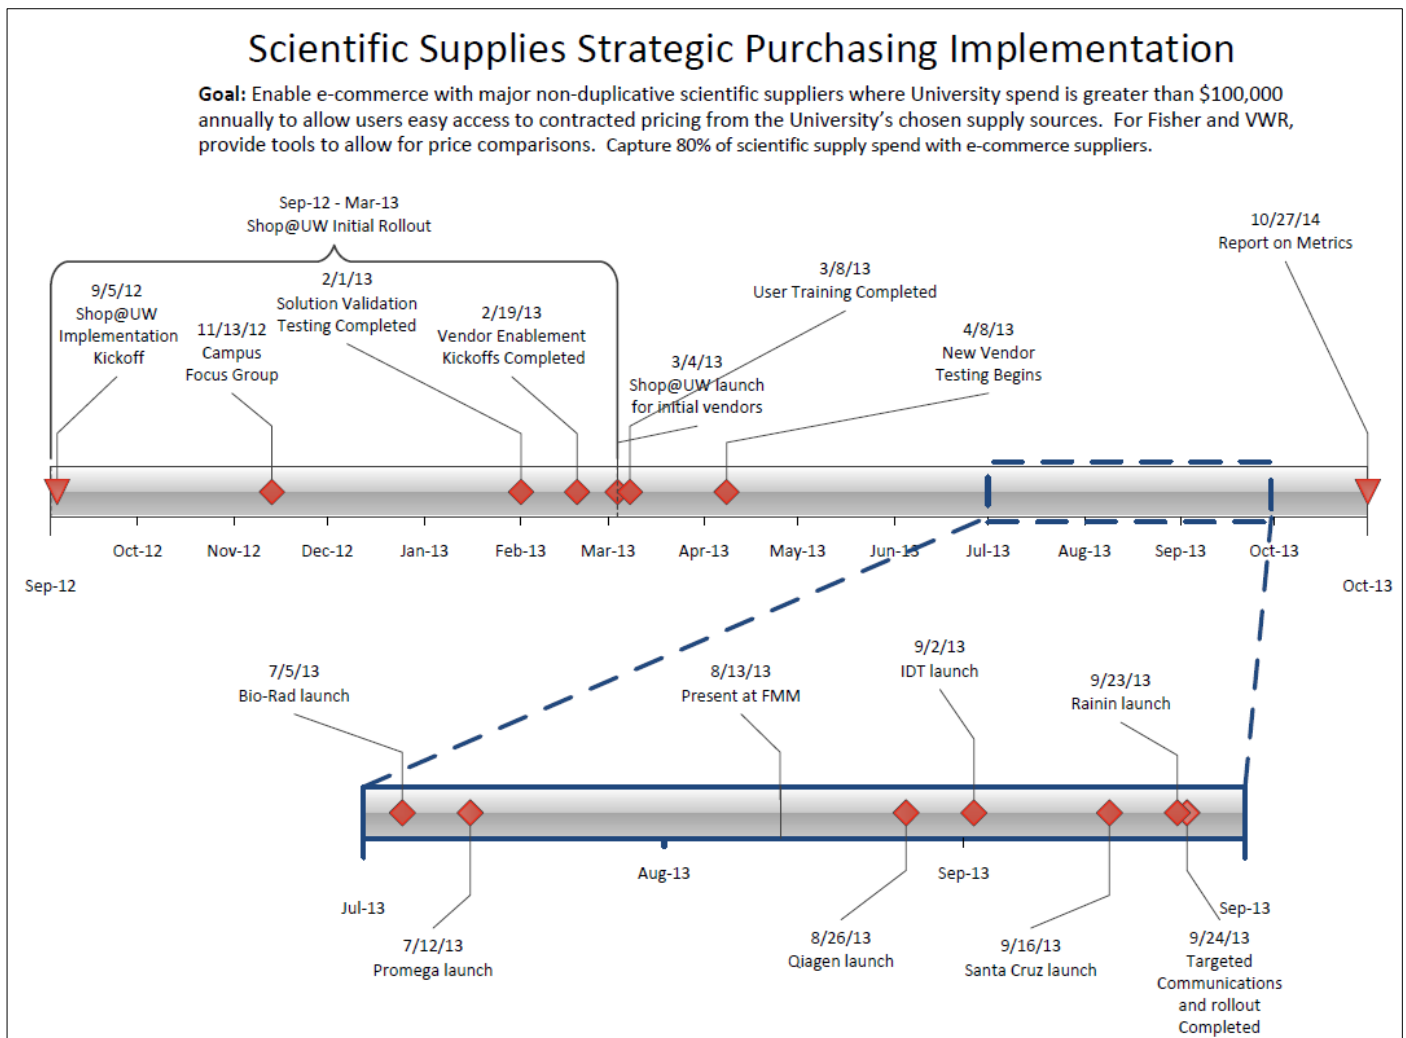 Scientific Supplies Strategic Purchasing Implementation
Goal: Enable e-commerce with major non-duplicative scientific suppliers where University spend is greater than $100,000
annually to allow users easy access to contracted pricing from the University's chosen supply sources. For Fisher and VWR,
provide tools to allow for price comparisons. Capture 80% of scientific supply spend with e-commerce suppliers.
Sep-12 - Mar-13
Shop@UW Initial Rollout
9/5/12
Shop@UW
Implementation
Kickoff
11/13/12
Campus
Focus Group
2/1/13
Solution Validation
Testing Completed
2/19/13
Vendor Enablement
Kickoffs Completed
3/4/13
Shop@UW launch
for initial vendors
3/8/13
User Training Completed
4/8/13
New Vendor
Testing Begins
10/27/14
Report on Metrics
Oct-12
Nov-12
Dec-12
Jan-13
Feb-13
Mar-13
Apr-13
May-13
Jun-13
Jul-13
Aug-13
Sep-13
Oct-13
Sep-12
Oct-13
7/5/13
Bio-Rad launch
8/13/13
Present at FMM
9/2/13
IDT launch
9/23/13
Rainin launch
Aug-13
Sep-13
Jul-13
Sep-13
7/12/13
Promega launch
8/26/13
Qiagen launch
9/16/13
Santa Cruz launch
9/24/13
Targeted
Communications
and rollout
Completed